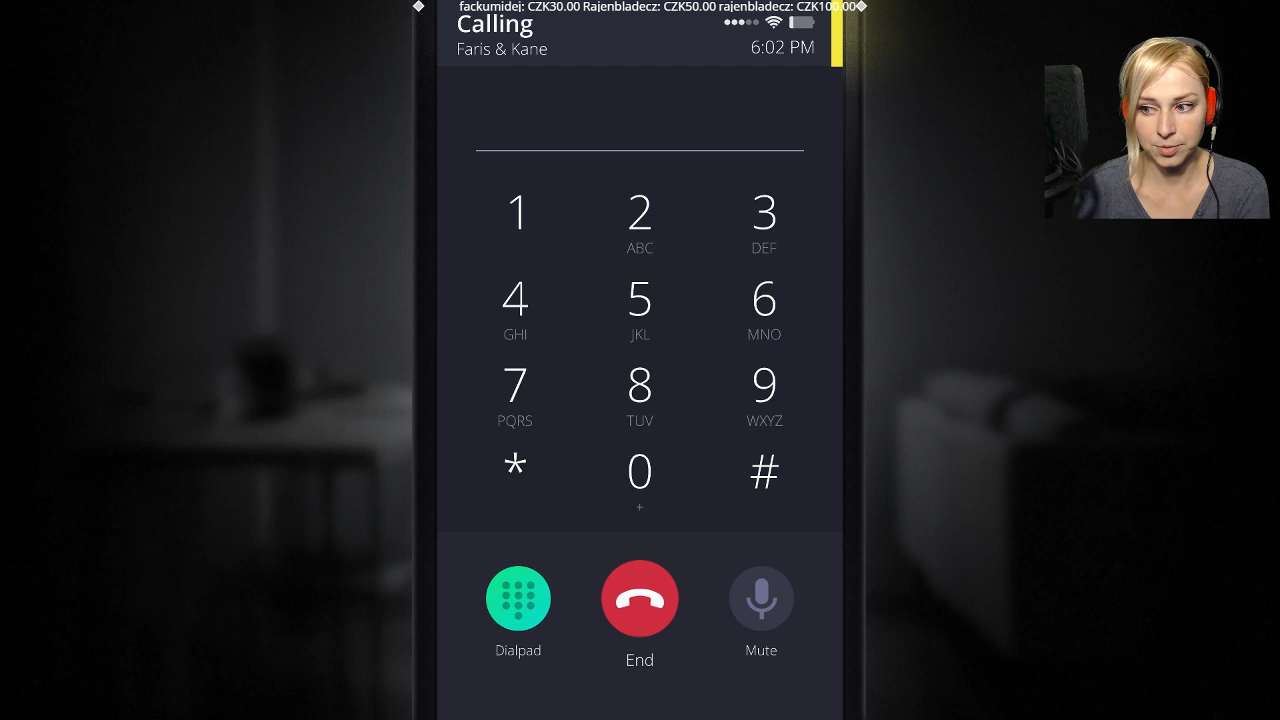 fackumidej: CZK30.00 Rajenbladecz: CZK50.00 rajenbladecz: CZK100.00
Calling
Faris & Kane
6:02 PM
1
2
3
ABC
DEF
4
5
6
GHI
JKL
MNO
7
8
9
PQRS
TUV
WXYZ
*
0
#
+
Dialpad
End
Mute